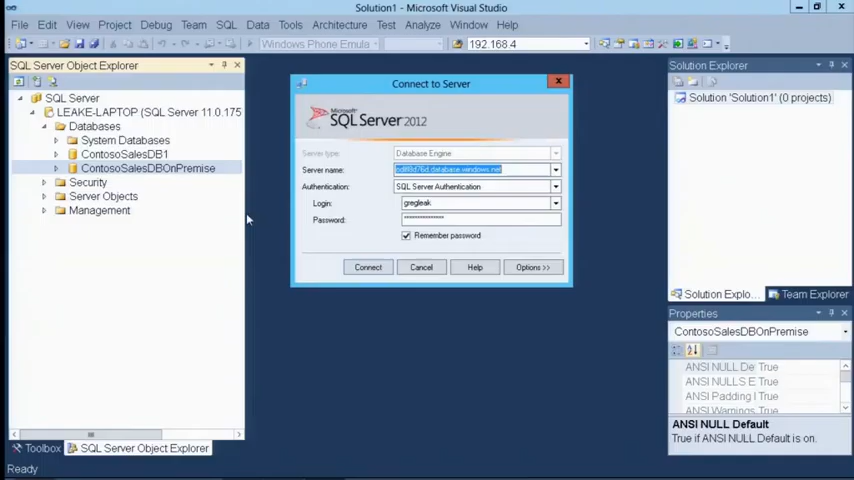 Solution1 - Microsoft Visual Studio
File Edit View Project Debug Team SQL Data Tools Architecture Test Analyze Window Help
Windows Phone Emula
192.168.4
SQL Server Object Explorer
SQL Server
LEAKE-LAPTOP (SQL Server 11.0.175
Databases
System Databases
ContosoSalesDB1
ContosoSalesDBOnPremise
Security
Server Objects
Management
Toolbox
SQL Server Object Explorer
Ready
Connect to Server
Microsoft
SQL Server 2012
Server type: Database Engine
Server name: .database.windows.net
Authentication: SQL Server Authentication
Login: gregleak
Password: ***************
Remember password
Connect Cancel Help Options >>
Solution Explorer
Solution 'Solution1' (0 projects)
Solution Explo... Team Explorer
Properties
ContosoSalesDBOnPremise
ANSI NULL De True
ANSI NULLS E True
ANSI Padding I True
ANSI Warnings True
ANSI NULL Default
True if ANSI NULL Default is on.